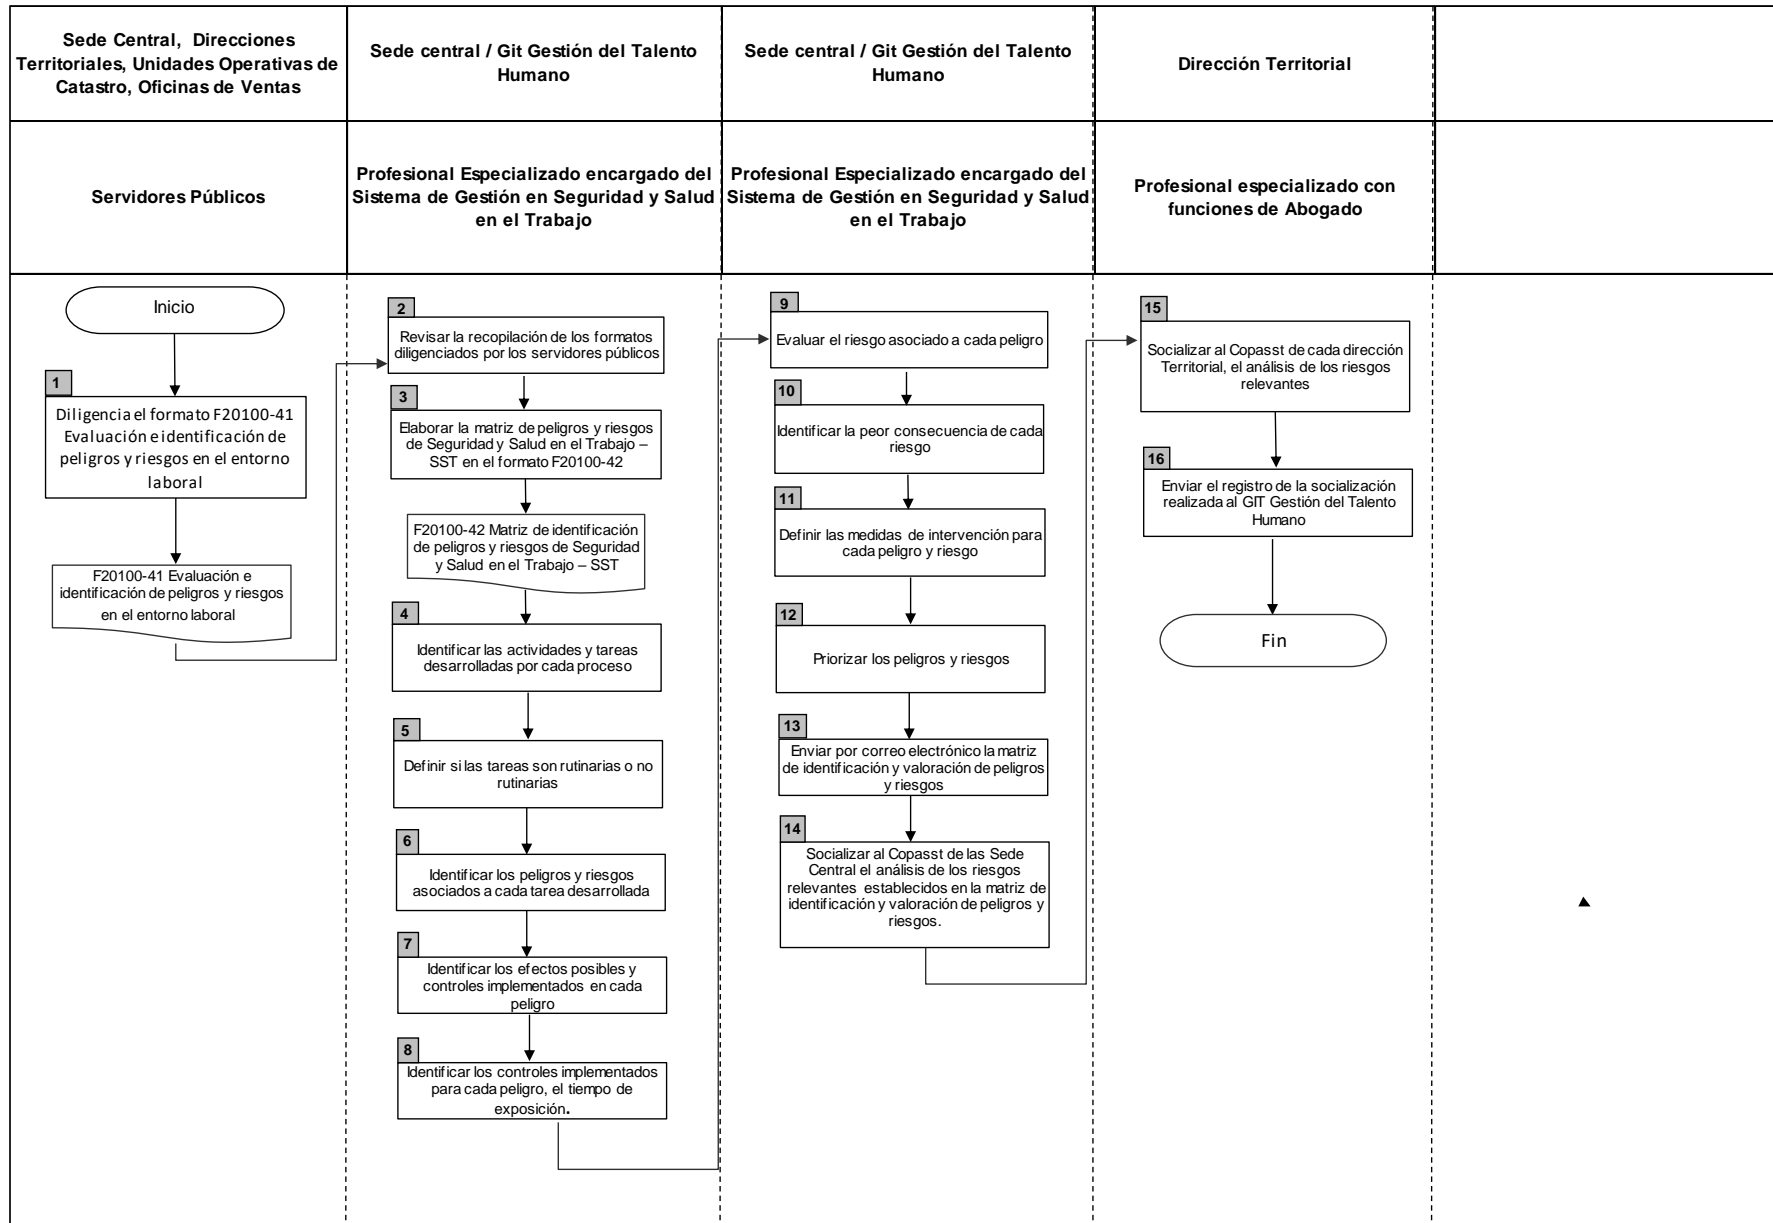 Sede Central, Direcciones
Territoriales, Unidades Operativas de
Catastro, Oficinas de Ventas
Sede central / Git Gestión del Talento
Humano
Sede central / Git Gestión del Talento
Humano
Dirección Territorial
Servidores Públicos
Profesional Especializado encargado del
Sistema de Gestión en Seguridad y Salud
en el Trabajo
Profesional Especializado encargado del
Sistema de Gestión en Seguridad y Salud
en el Trabajo
Profesional especializado con
funciones de Abogado
Inicio
1
Diligencia el formato F20100-41
Evaluación e identificación de
peligros y riesgos en el entorno
laboral
F20100-41 Evaluación e
identificación de peligros y riesgos
en el entorno laboral
2
Revisar la recopilación de los formatos
diligenciados por los servidores públicos
3
Elaborar la matriz de peligros y riesgos
de Seguridad y Salud en el Trabajo –
SST en el formato F20100-42
F20100-42 Matriz de identificación
de peligros y riesgos de Seguridad
y Salud en el Trabajo – SST
4
Identificar las actividades y tareas
desarrolladas por cada proceso
5
Definir si las tareas son rutinarias o no
rutinarias
6
Identificar los peligros y riesgos
asociados a cada tarea desarrollada
7
Identificar los efectos posibles y
controles implementados en cada
peligro
8
Identificar los controles implementados
para cada peligro, el tiempo de
exposición.
9
Evaluar el riesgo asociado a cada peligro
10
Identificar la peor consecuencia de cada
riesgo
11
Definir las medidas de intervención para
cada peligro y riesgo
12
Priorizar los peligros y riesgos
13
Enviar por correo electrónico la matriz
de identificación y valoración de peligros
y riesgos
14
Socializar al Copasst de las Sede
Central el análisis de los riesgos
relevantes establecidos en la matriz de
identificación y valoración de peligros y
riesgos.
15
Socializar al Copasst de cada dirección
Territorial, el análisis de los riesgos
relevantes
16
Enviar el registro de la socialización
realizada al GIT Gestión del Talento
Humano
Fin